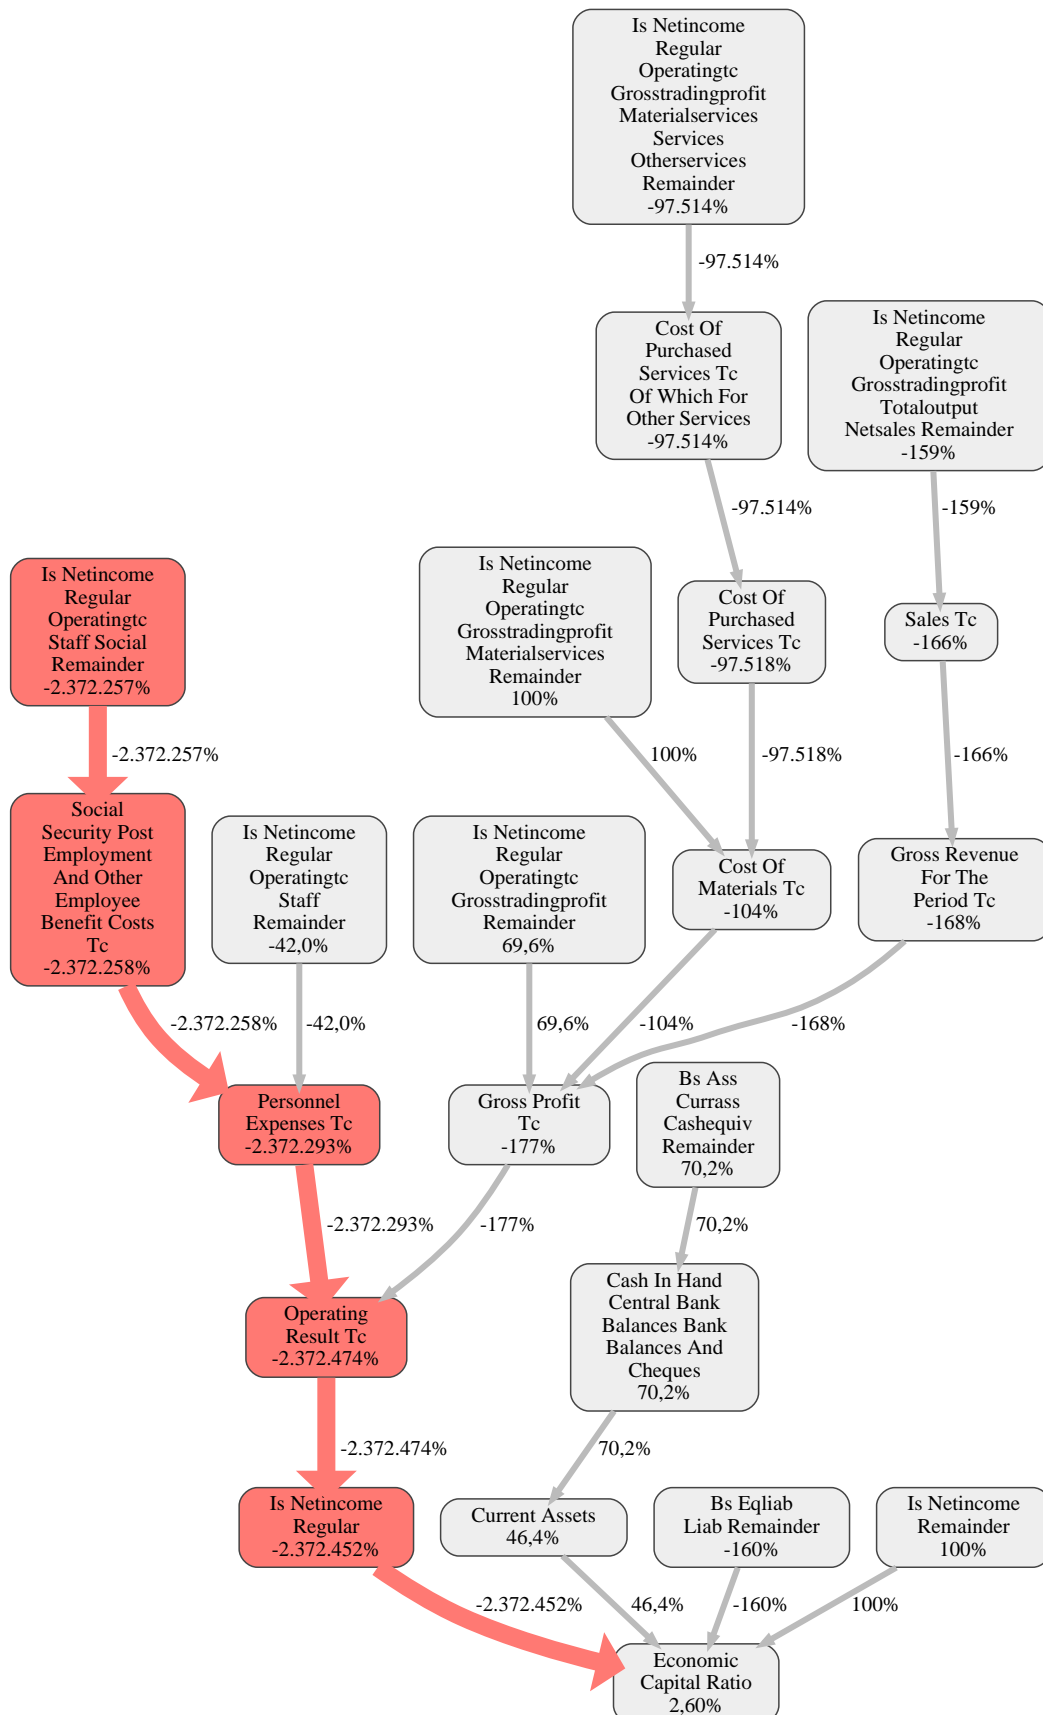 Is Netincome
Regular
Operatingtc
Grosstradingprofit
Materialservices
Services
Otherservices
Remainder
-97.514%
-97.514%
Cost Of
Purchased
Services Tc
Of Which For
Other Services
-97.514%
Is Netincome
Regular
Operatingtc
Grosstradingprofit
Totaloutput
Netsales Remainder
-159%
-97.514%
-159%
Is Netincome
Regular
Operatingtc
Staff Social
Remainder
-2.372.257%
Is Netincome
Regular
Operatingtc
Grosstradingprofit
Materialservices
Remainder
100%
Cost Of
Purchased
Services Tc
-97.518%
Sales Tc
-166%
-2.372.257%
100%
-97.518%
-166%
Social
Security Post
Employment
And Other
Employee
Benefit Costs
Tc
-2.372.258%
Is Netincome
Regular
Operatingtc
Staff
Remainder
-42,0%
Is Netincome
Regular
Operatingtc
Grosstradingprofit
Remainder
69,6%
Cost Of
Materials Tc
-104%
Gross Revenue
For The
Period Tc
-168%
-2.372.258%
-42,0%
69,6%
-104%
-168%
Personnel
Expenses Tc
-2.372.293%
Gross Profit
Tc
-177%
Bs Ass
Currass
Cashequiv
Remainder
70,2%
-2.372.293%
-177%
70,2%
Operating
Result Tc
-2.372.474%
Cash In Hand
Central Bank
Balances Bank
Balances And
Cheques
70,2%
-2.372.474%
70,2%
Is Netincome
Regular
-2.372.452%
Current Assets
46,4%
Bs Eqliab
Liab Remainder
-160%
Is Netincome
Remainder
100%
-2.372.452%
46,4%
-160%
100%
Economic
Capital Ratio
2,60%